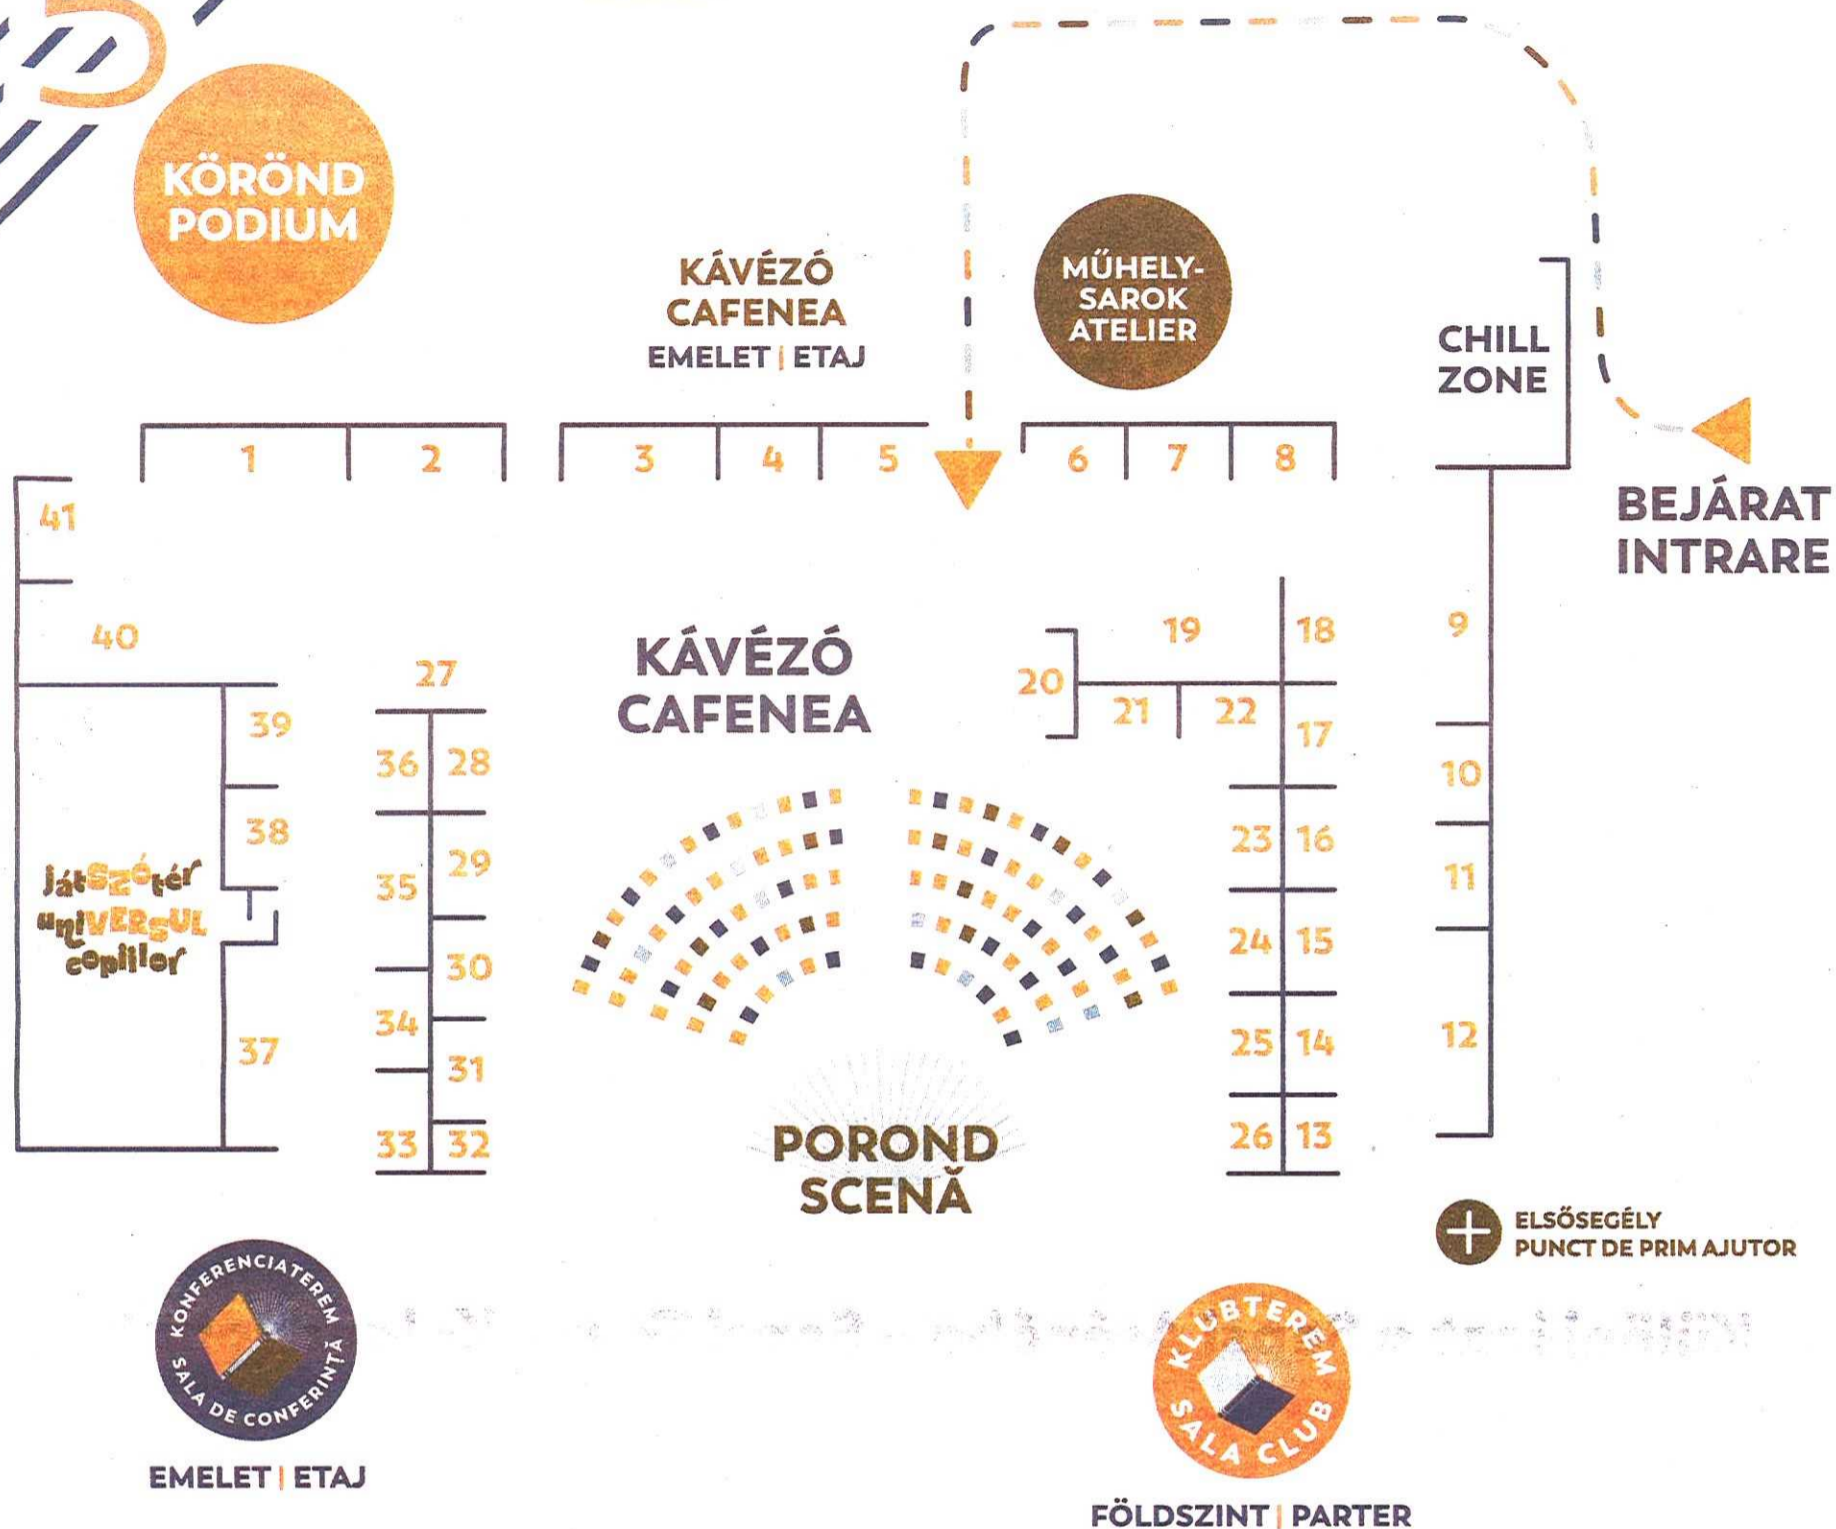 KÖRÖND
PODIUM
KÁVÉZÓ
CAFENEA
EMELET | ETAJ
MŰHELY-
SAROK
ATELIER
CHILL
ZONE
BEJÁRAT
INTRARE
1
2
3
4
5
6
7
8
41
40
39
38
37
játszótér
uniVERSUL
copiilor
27
36 28
35
29
30
34
31
33 32
KÁVÉZÓ
CAFENEA
19
18
20
21
22
17
23 16
24 15
25 14
26 13
9
10
11
12
POROND
SCENĂ
ELSŐSEGÉLY
PUNCT DE PRIM AJUTOR
KONFERENCIATEREM
SALA DE CONFERINȚĂ
EMELET | ETAJ
KLUBTEREM
SALA CLUB
FÖLDSZINT | PARTER